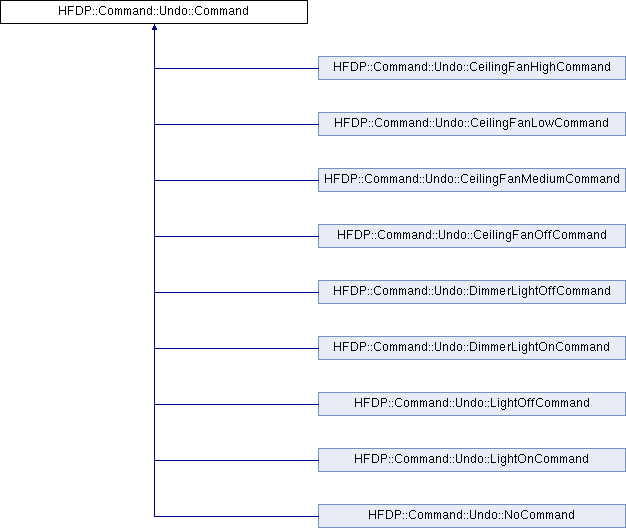 HFDP::Command::Undo::Command
HFDP::Command::Undo::CeilingFanHighCommand
HFDP::Command::Undo::CeilingFanLowCommand
HFDP::Command::Undo::CeilingFanMediumCommand
HFDP::Command::Undo::CeilingFanOffCommand
HFDP::Command::Undo::DimmerLightOffCommand
HFDP::Command::Undo::DimmerLightOnCommand
HFDP::Command::Undo::LightOffCommand
HFDP::Command::Undo::LightOnCommand
HFDP::Command::Undo::NoCommand